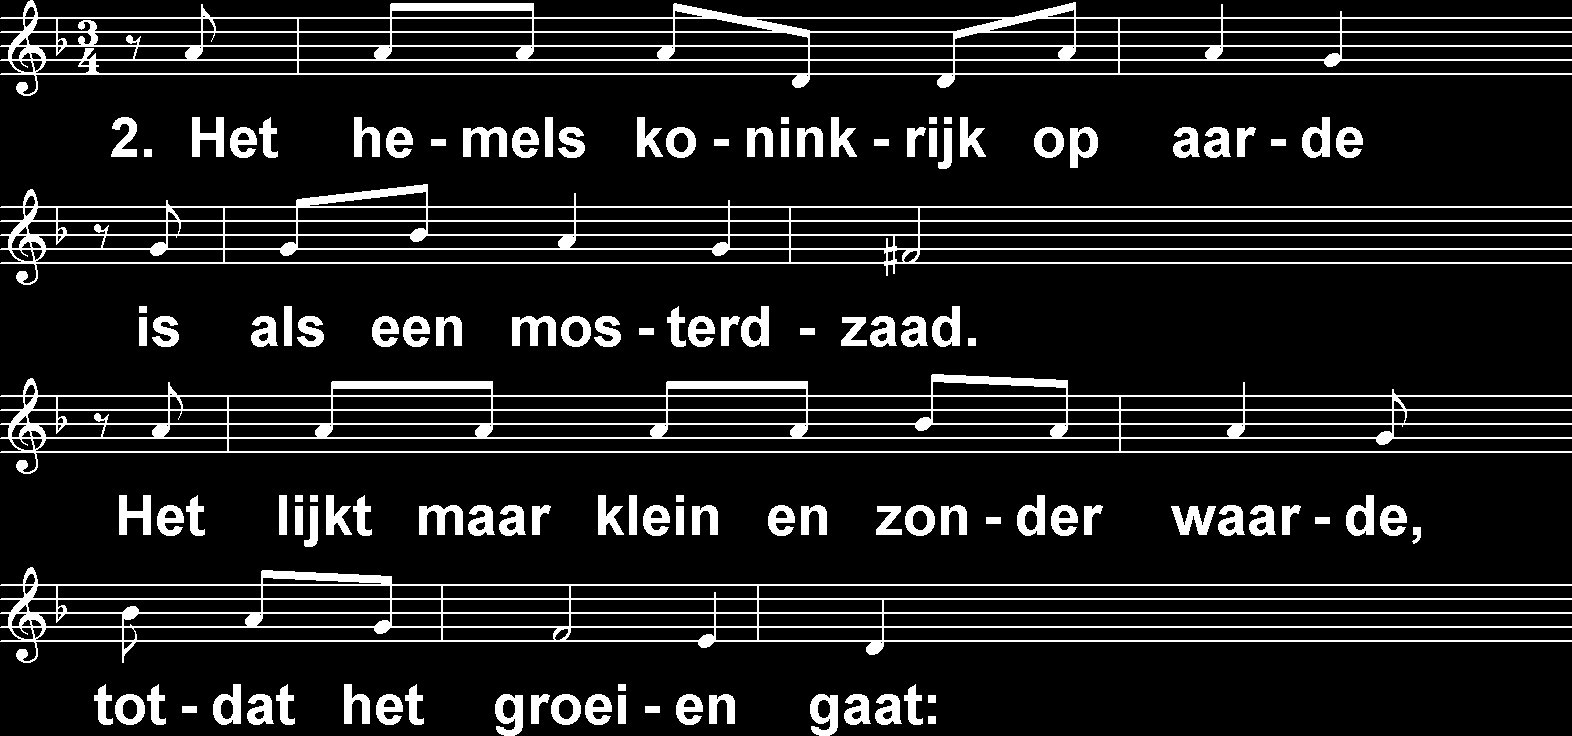 2. Het he - mels ko - nink - rijk op aar - de
is als een mos - terd - zaad.
Het lijkt maar klein en zon - der waar - de,
tot - dat het groei - en gaat: